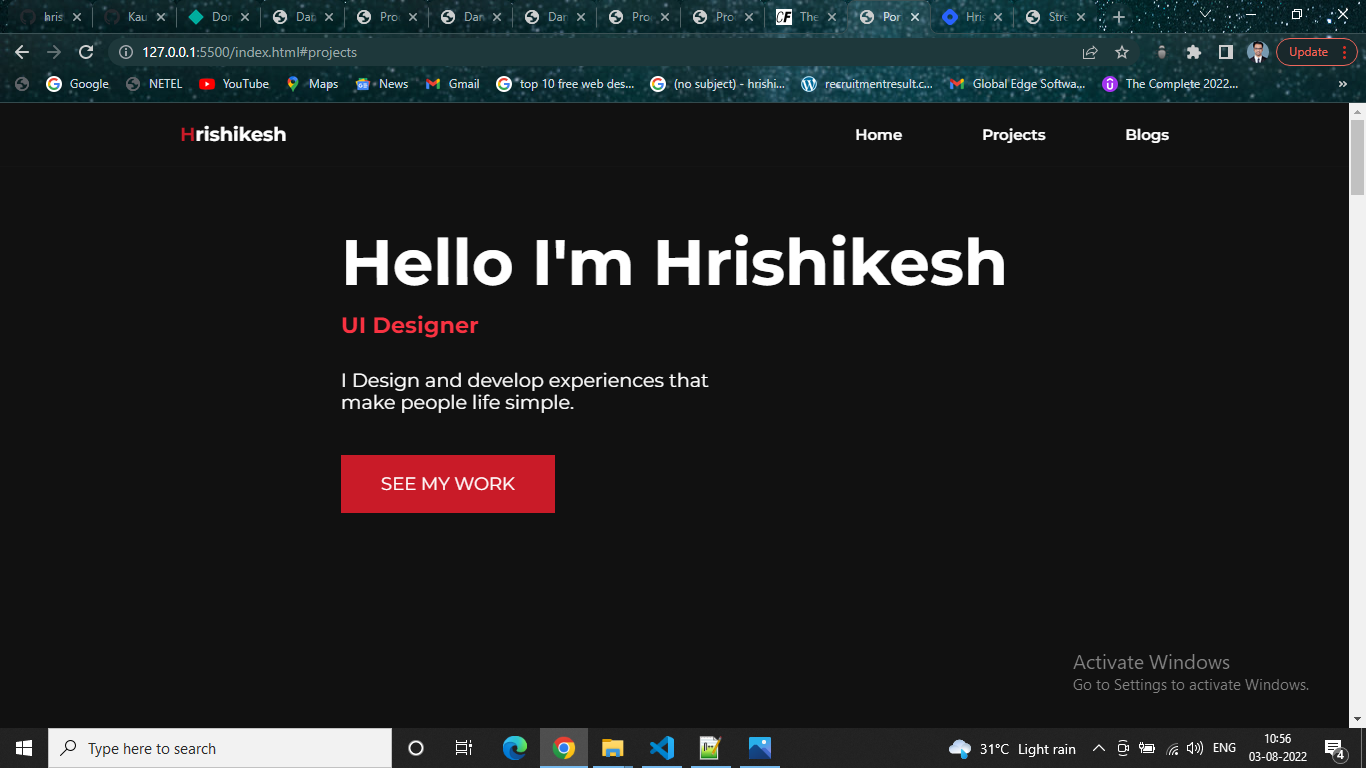 hris
Kau
Dor
Dar
Pro
Dar
Dar
Pro
Pro
CF The
Por
Hris
Stre
127.0.0.1:5500/index.html#projects
Update
Google
NETEL
YouTube
Maps
News
Gmail
top 10 free web des...
(no subject) - hrishi...
recruitmentresult.c...
Global Edge Softwa...
The Complete 2022...
»
Hrishikesh
Home
Projects
Blogs
Hello I'm Hrishikesh
UI Designer
I Design and develop experiences that
make people life simple.
SEE MY WORK
Activate Windows
Go to Settings to activate Windows.
Type here to search
31°C Light rain
ENG
10:56
03-08-2022
4